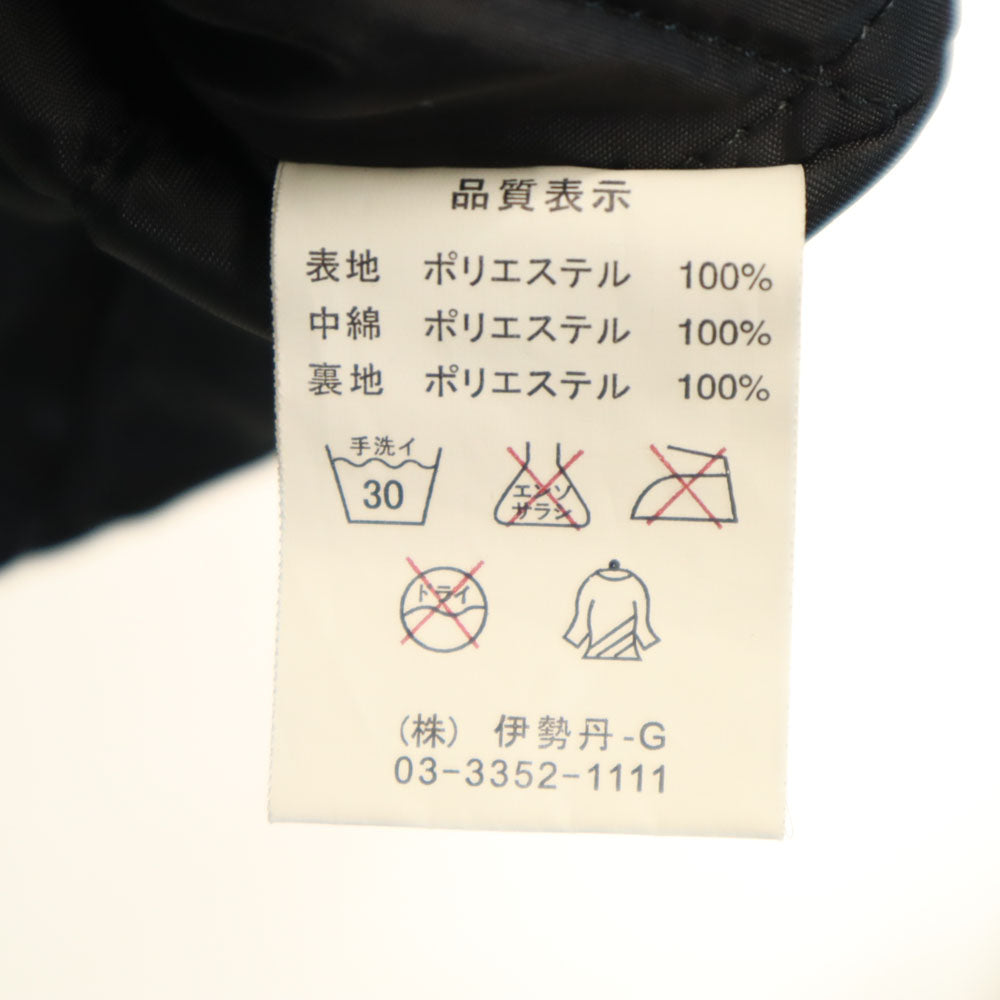 品質表示
表地 ポリエステル 100%
中綿 ポリエステル 100%
裏地 ポリエステル 100%
手洗イ
30
エンソ
サラシ
ドライ
(株) 伊勢丹-G
03-3352-1111